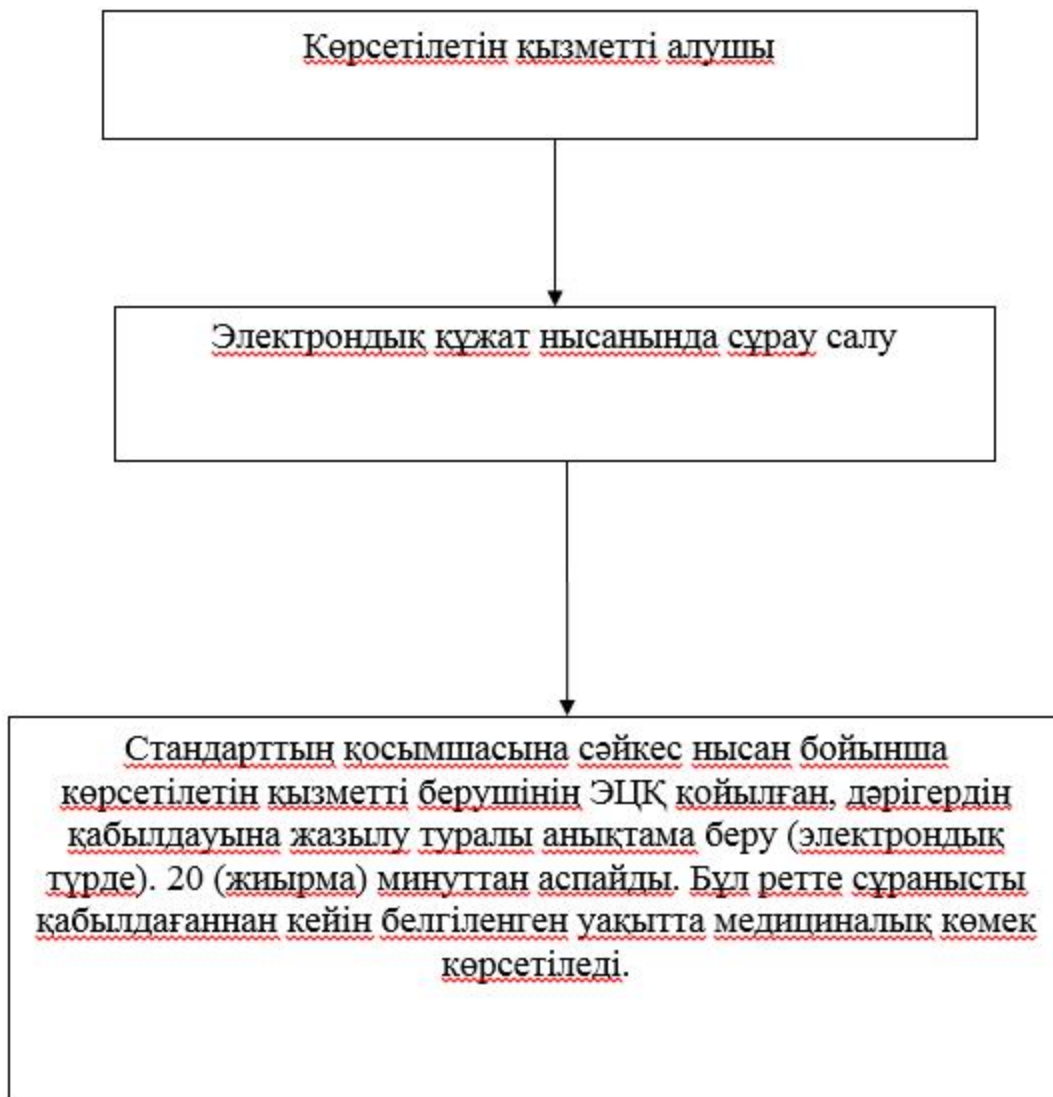 Көрсетілетін қызметті алушы
Электрондық құжат нысанында сұрау салу
Стандарттың қосымшасына сәйкес нысан бойынша
көрсетілетін қызметті берушінің ЭЦҚ қойылған, дәрігердің
қабылдауына жазылу туралы анықтама беру (электрондық
түрде). 20 (жиырма) минуттан аспайды. Бұл ретте сұранысты
қабылдағаннан кейін белгіленген уақытта медициналық көмек
көрсетіледі.